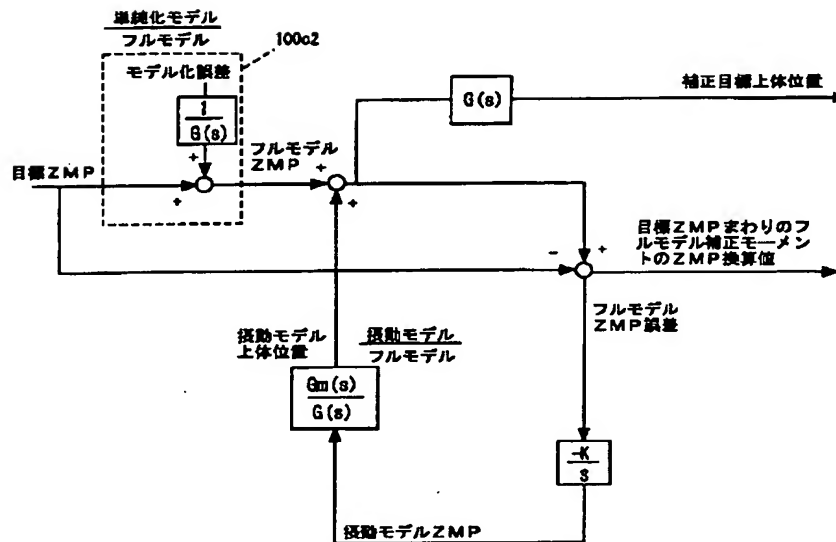 単純化モデル
フルモデル
100c2
モデル化誤差
1
G(s)
G(s)
補正目標上体位置
目標ZMP
+
+
フルモデル
ZMP
+
+
目標ZMPまわりのフ
ルモデル補正モーメン
トのZMP換算値
-
+
フルモデル
ZMP誤差
摂動モデル
上体位置
摂動モデル
フルモデル
Gm(s)
G(s)
-K
S
摂動モデルZMP